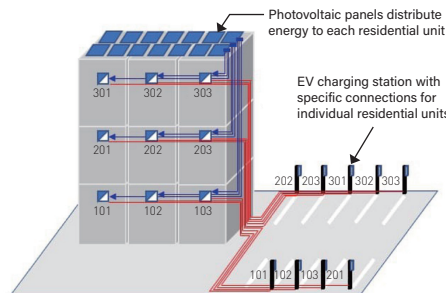 Photovoltaic panels distribute
energy to each residential unit
EV charging station with
specific connections for
individual residential units
301 302 303
201 202 203
101 102 103
202 203 301 302 303
101 102 103 201